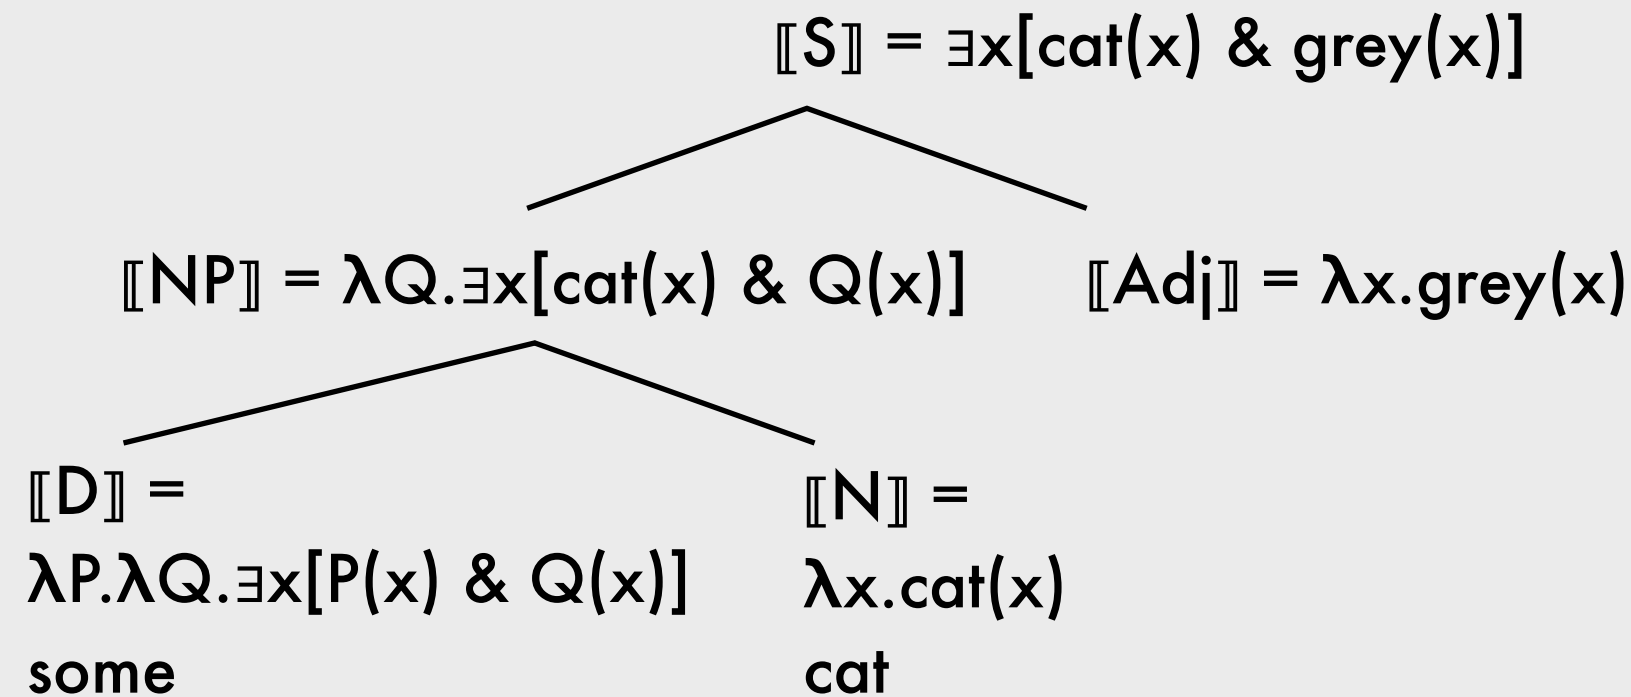 ⟦S⟧ = ∃x[cat(x) & grey(x)]
⟦NP⟧ = λQ.∃x[cat(x) & Q(x)]
⟦Adj⟧ = λx.grey(x)
⟦D⟧ =
λP.λQ.∃x[P(x) & Q(x)]
some
⟦N⟧ =
λx.cat(x)
cat